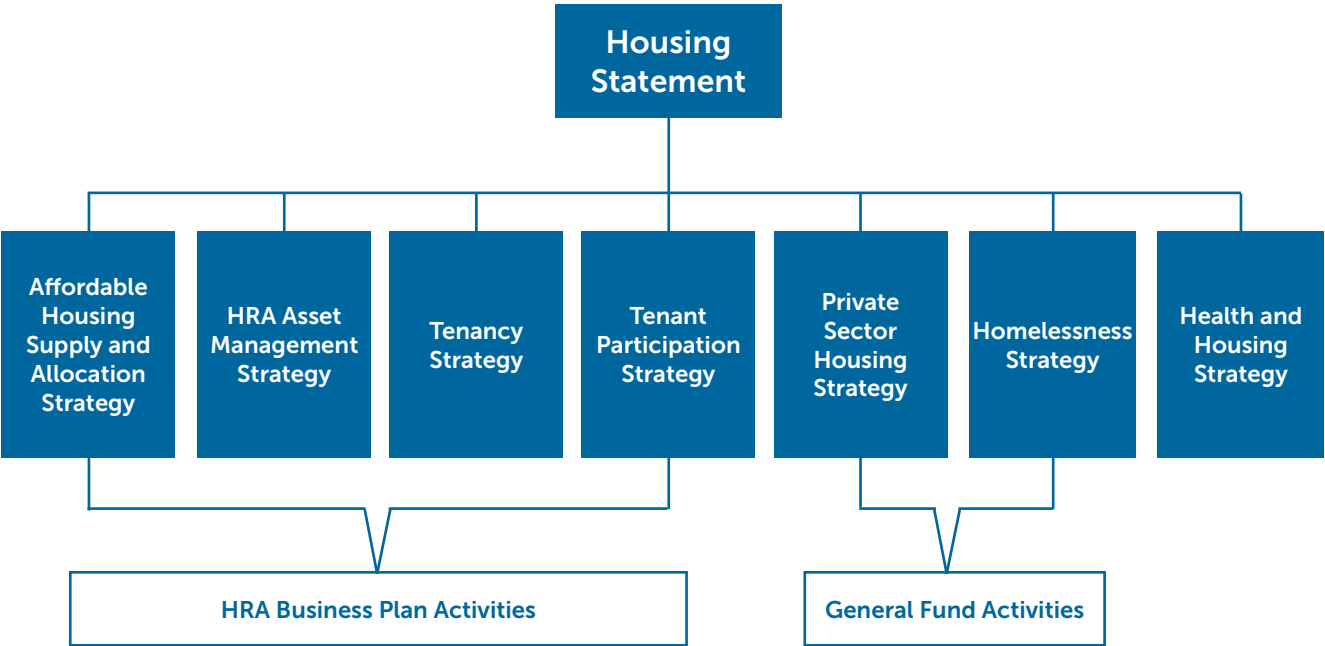 Housing
Statement
Affordable
Housing
Supply and
Allocation
Strategy
HRA Asset
Management
Strategy
Tenancy
Strategy
Tenant
Participation
Strategy
Private
Sector
Housing
Strategy
Homelessness
Strategy
Health and
Housing
Strategy
HRA Business Plan Activities
General Fund Activities